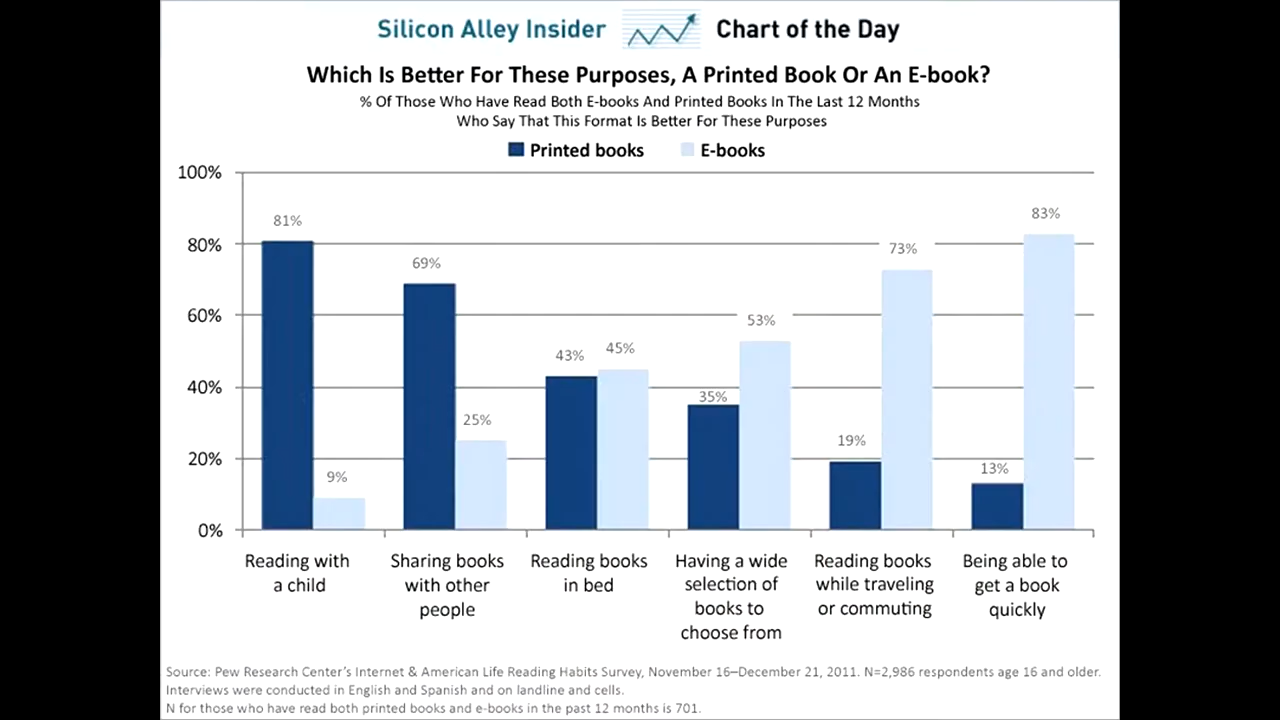 Silicon Alley Insider Chart of the Day
Which Is Better For These Purposes, A Printed Book Or An E-book?
% Of Those Who Have Read Both E-books And Printed Books In The Last 12 Months
Who Say That This Format Is Better For These Purposes
Printed books E-books
100%
80%
60%
40%
20%
0%
81%
9%
69%
25%
43%
45%
35%
53%
19%
73%
13%
83%
Reading with
a child
Sharing books
with other
people
Reading books
in bed
Having a wide
selection of
books to
choose from
Reading books
while traveling
or commuting
Being able to
get a book
quickly
Source: Pew Research Center’s Internet & American Life Reading Habits Survey, November 16–December 21, 2011. N=2,986 respondents age 16 and older.
Interviews were conducted in English and Spanish and on landline and cells.
N for those who have read both printed books and e-books in the past 12 months is 701.